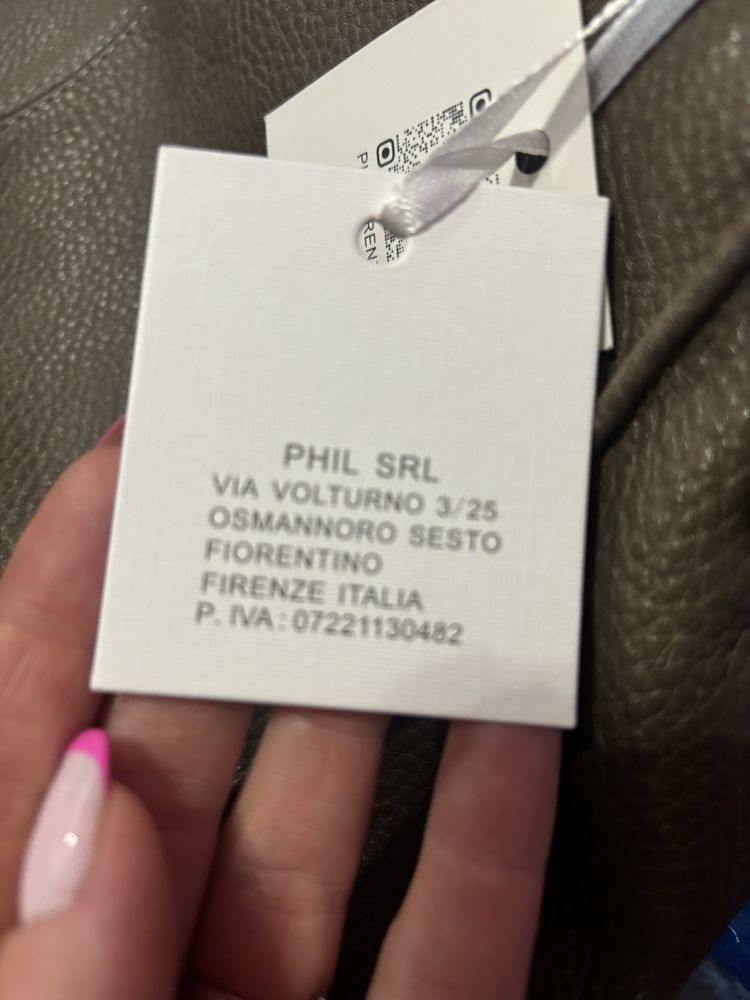 PHIL SRL
VIA VOLTURNO 3/25
OSMANNORO SESTO
FIORENTINO
FIRENZE ITALIA
P. IVA: 07221130482